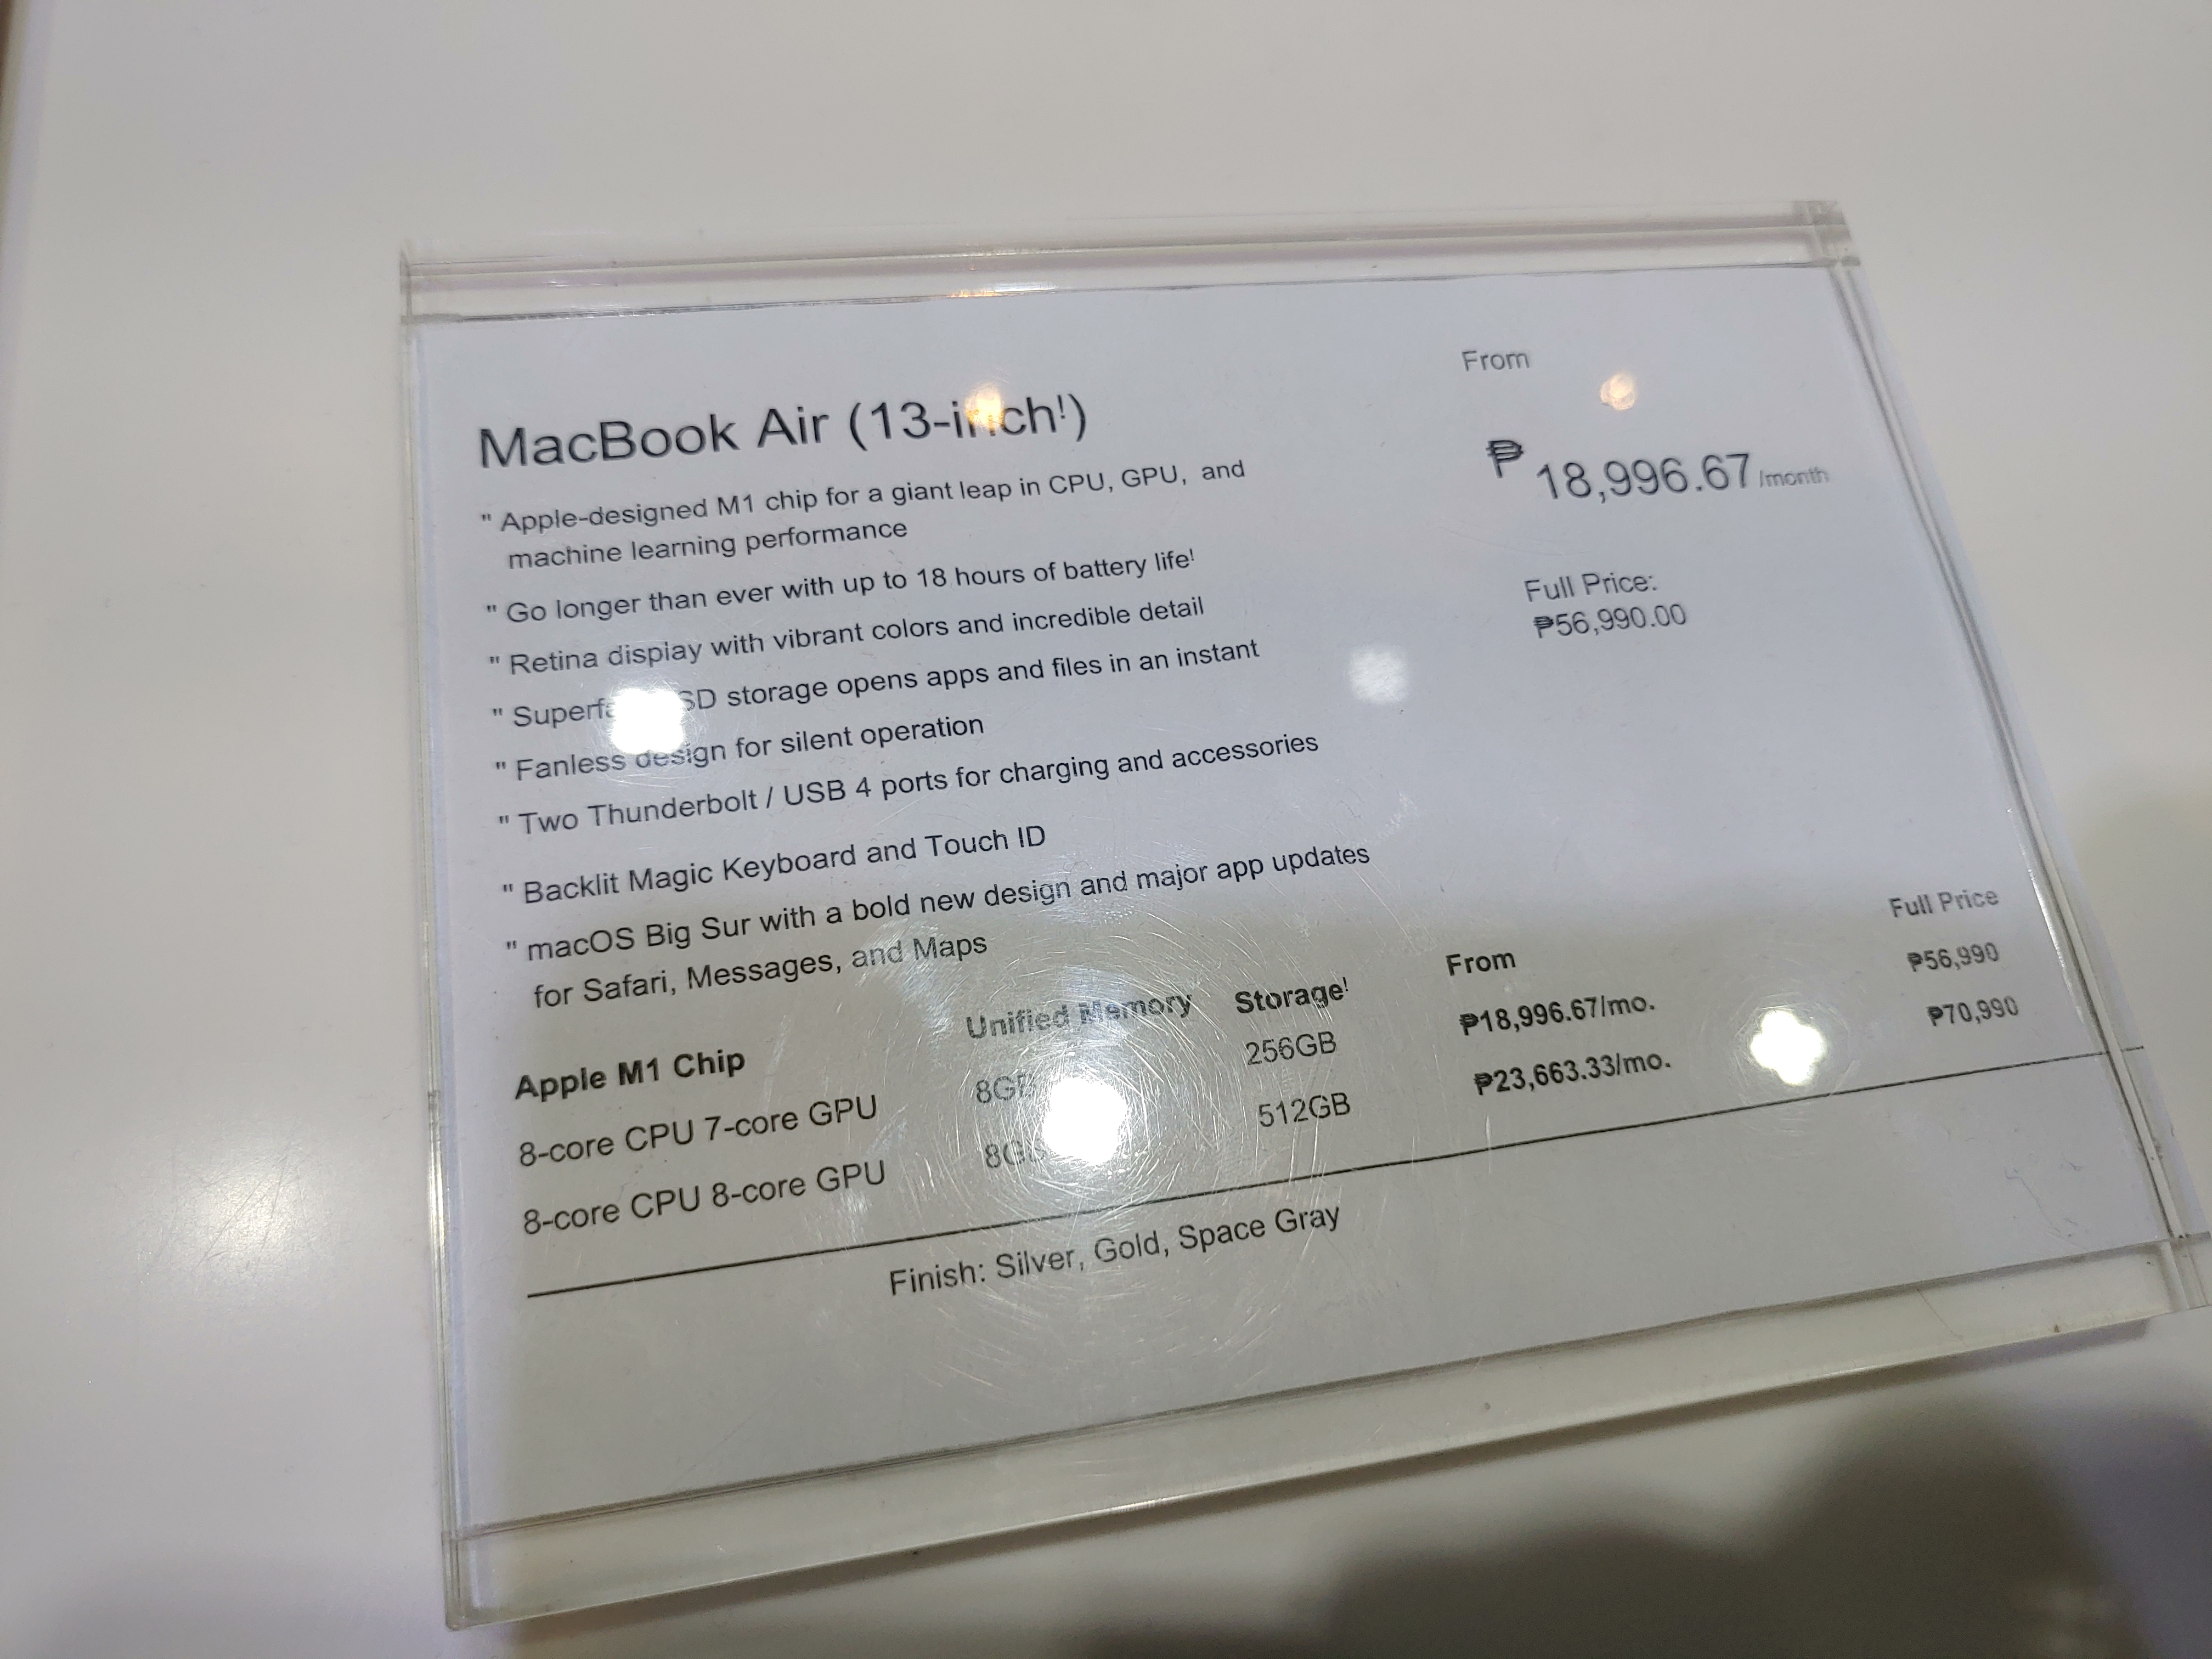 From
MacBook Air (13-inch!)
₱ 18,996.67/month
" Apple-designed M1 chip for a giant leap in CPU, GPU, and
machine learning performance
" Go longer than ever with up to 18 hours of battery life!
Full Price:
₱56,990.00
" Retina display with vibrant colors and incredible detail
" storage opens apps and files in an instant
" Fanless design for silent operation
" Two Thunderbolt / USB 4 ports for charging and accessories
" Backlit Magic Keyboard and Touch ID
" macOS Big Sur with a bold new design and major app updates
for Safari, Messages, and Maps
Apple M1 Chip Unified Memory Storage! From Full Price
8-core CPU 7-core GPU 8GB 256GB ₱18,996.67/mo. ₱56,990
8-core CPU 8-core GPU 8GB 512GB ₱23,663.33/mo. ₱70,990
Finish: Silver, Gold, Space Gray